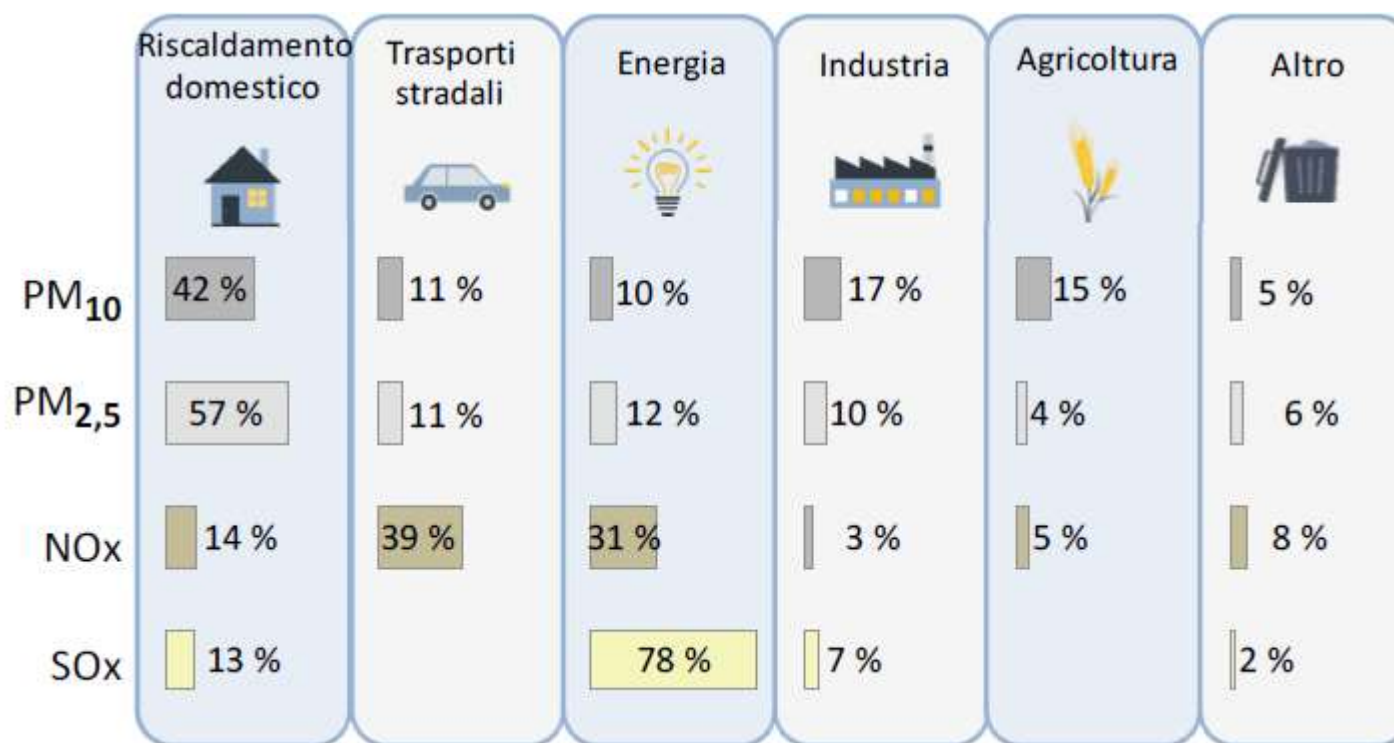 Riscaldamento
domestico
Trasporti
stradali
Energia
Industria
Agricoltura
Altro
PM10 42 % 11 % 10 % 17 % 15 % 5 %
PM2,5 57 % 11 % 12 % 10 % 4 % 6 %
NOx 14 % 39 % 31 % 3 % 5 % 8 %
SOx 13 % 78 % 7 % 2 %